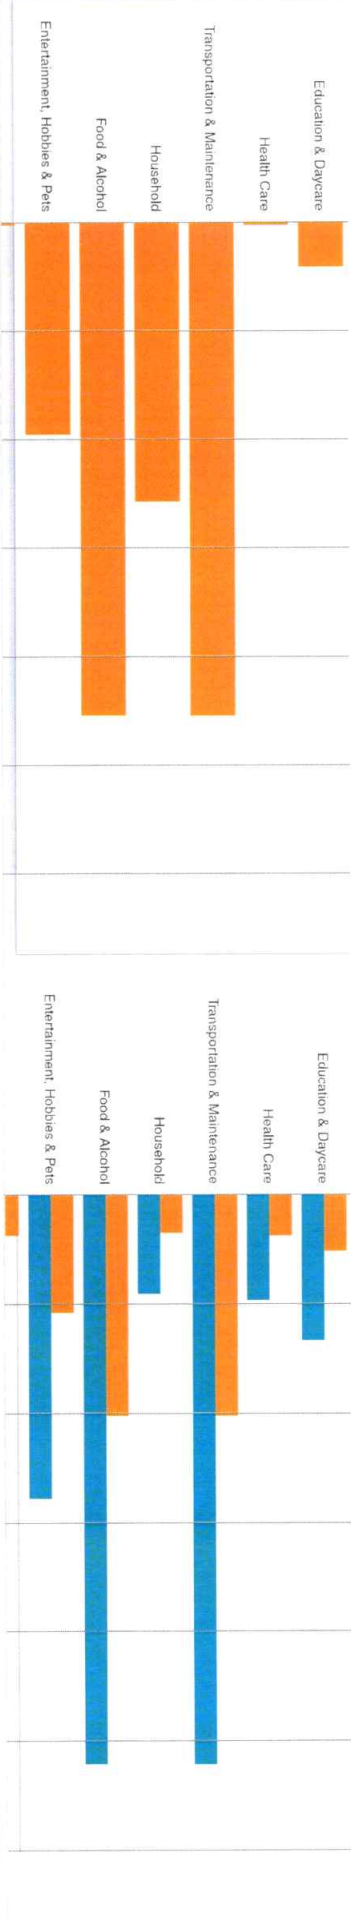 Education & Daycare
Health Care
Transportation & Maintenance
Household
Food & Alcohol
Entertainment, Hobbies & Pets
Education & Daycare
Health Care
Transportation & Maintenance
Household
Food & Alcohol
Entertainment, Hobbies & Pets